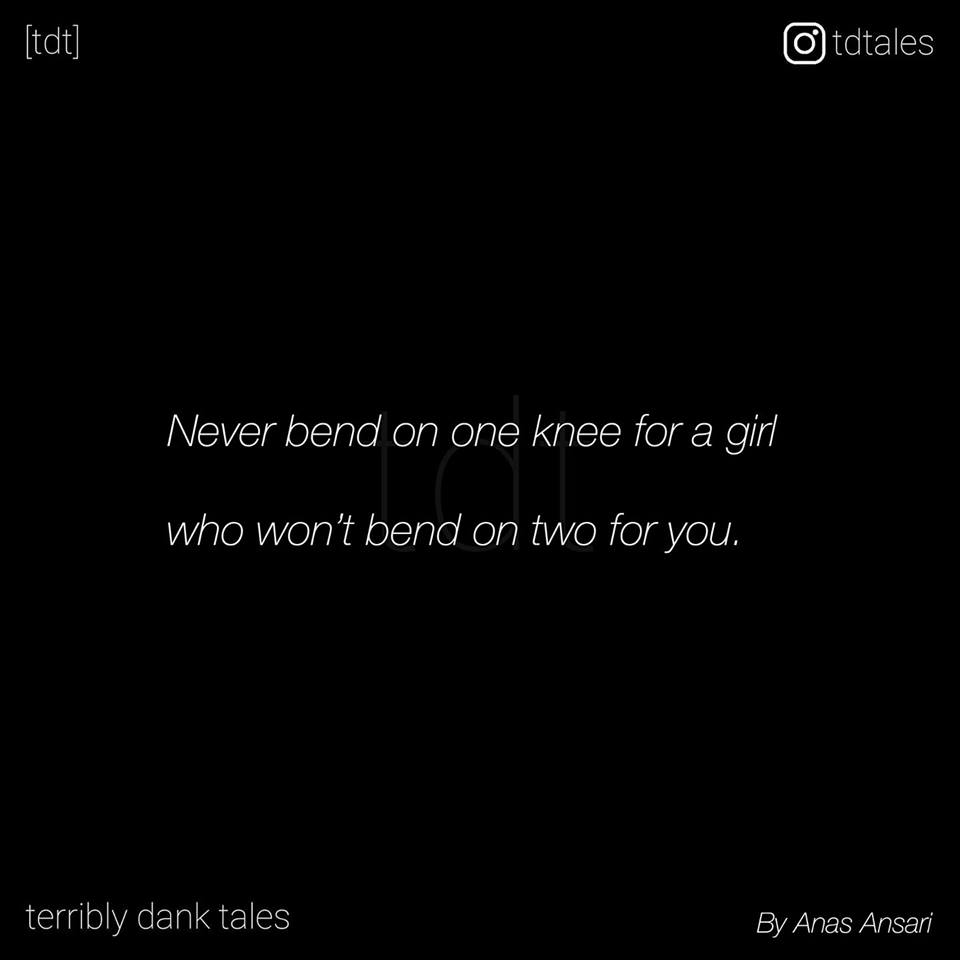 [tdt]
tdtales
tdt
Never bend on one knee for a girl
who won't bend on two for you.
terribly dank tales
By Anas Ansari